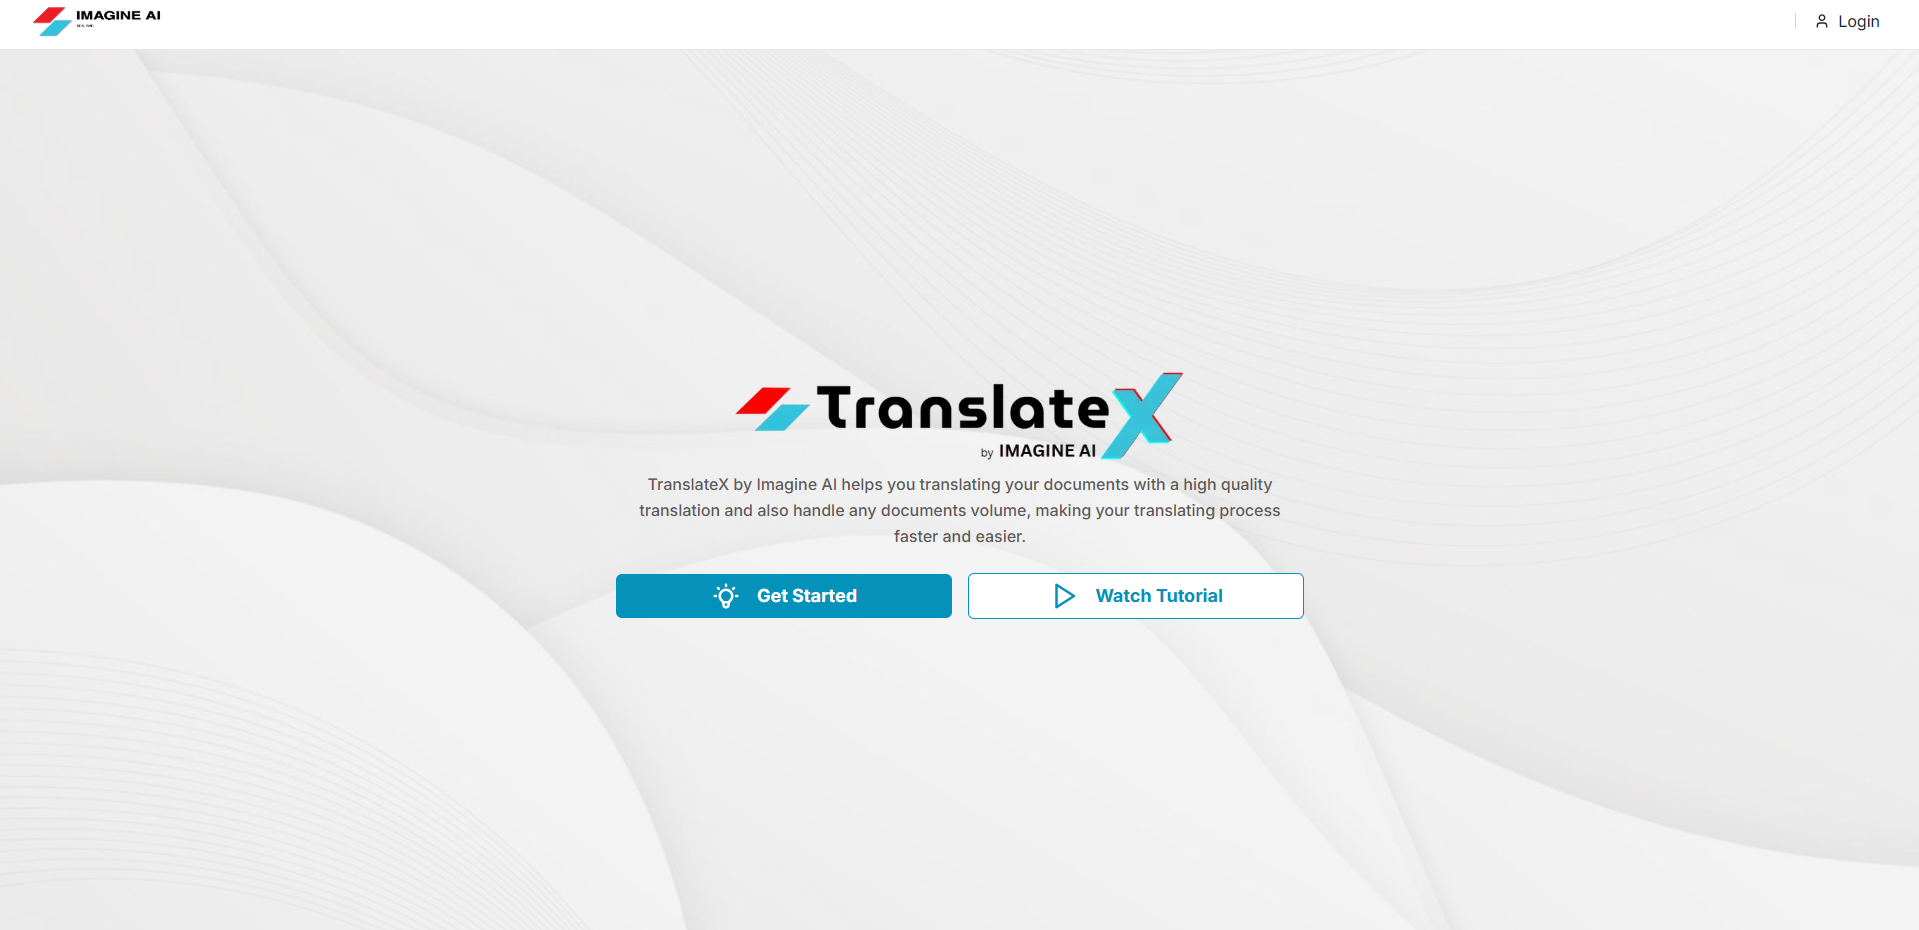 IMAGINE AI
Login
TranslateX
by IMAGINE AI
TranslateX by Imagine AI helps you translating your documents with a high quality
translation and also handle any documents volume, making your translating process
faster and easier.
Get Started
Watch Tutorial